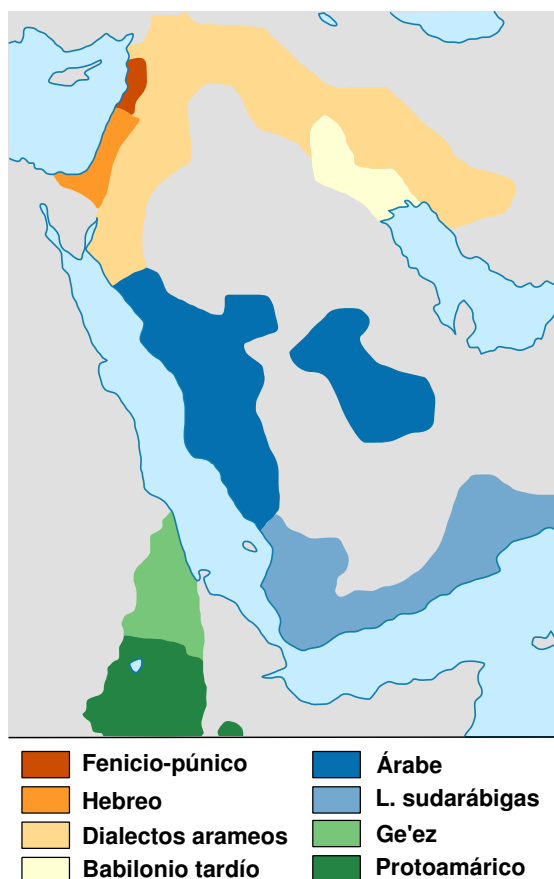 Fenicio-púnico
Hebreo
Dialectos arameos
Babilonio tardío
Árabe
L. sudarábigas
Ge'ez
Protoamárico